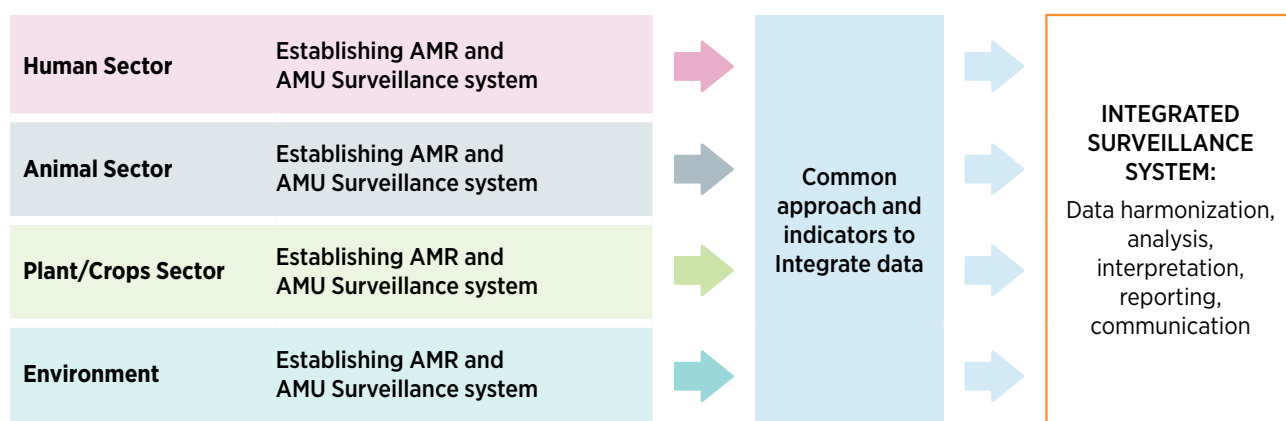 Human Sector
Establishing AMR and
AMU Surveillance system
Animal Sector
Establishing AMR and
AMU Surveillance system
Plant/Crops Sector
Establishing AMR and
AMU Surveillance system
Environment
Establishing AMR and
AMU Surveillance system
Common
approach and
indicators to
Integrate data
INTEGRATED
SURVEILLANCE
SYSTEM:
Data harmonization,
analysis,
interpretation,
reporting,
communication